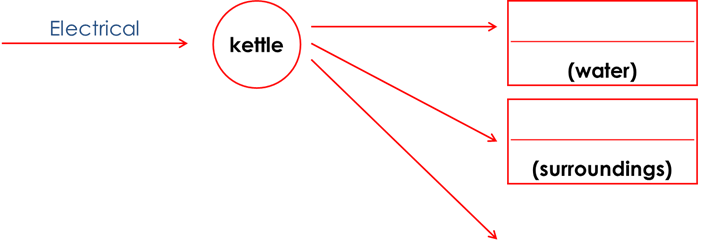 Electrical
kettle
(water)
(surroundings)